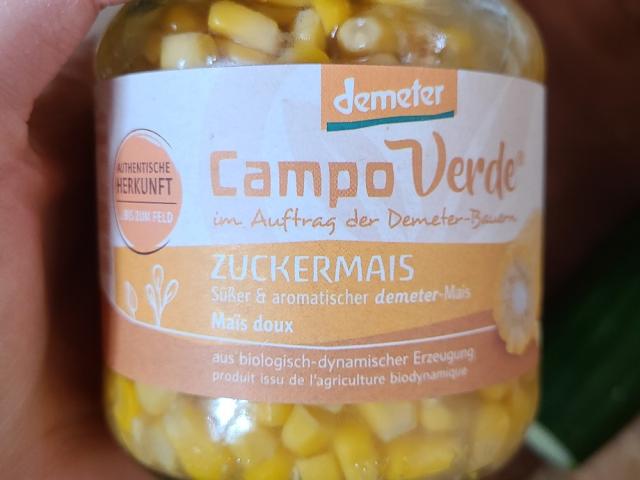 demeter
Campo Verde®
im Auftrag der Demeter-Bauern
AUTHENTISCHE
HERKUNFT
...BIS ZUM FELD
ZUCKERMAIS
Süßer & aromatischer demeter-Mais
Maïs doux
aus biologisch-dynamischer Erzeugung
produit issu de l'agriculture biodynamique